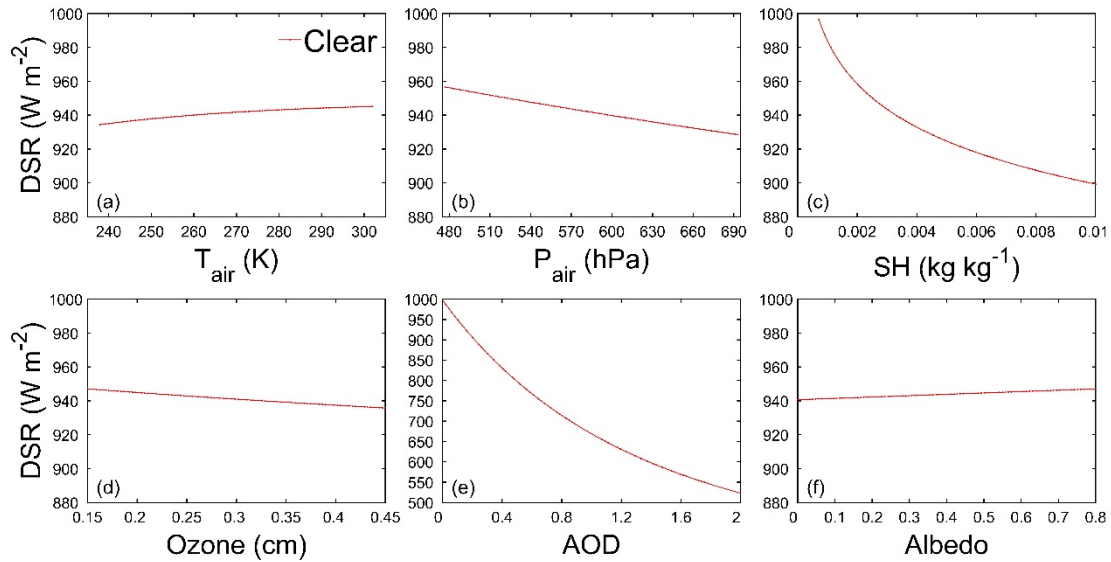 1000
980
960
940
920
900
880
DSR (W m-2)
Clear
(a)
240 250 260 270 280 290 300
Tair (K)
1000
980
960
940
920
900
880
(b)
480 510 540 570 600 630 660 690
Pair (hPa)
1000
980
960
940
920
900
880
(c)
0 0.002 0.004 0.006 0.008 0.01
SH (kg kg-1)
1000
980
960
940
920
900
880
DSR (W m-2)
(d)
0.15 0.2 0.25 0.3 0.35 0.4 0.45
Ozone (cm)
1000
950
900
850
800
750
700
650
600
550
500
(e)
0 0.4 0.8 1.2 1.6 2
AOD
1000
980
960
940
920
900
880
(f)
0 0.1 0.2 0.3 0.4 0.5 0.6 0.7 0.8
Albedo